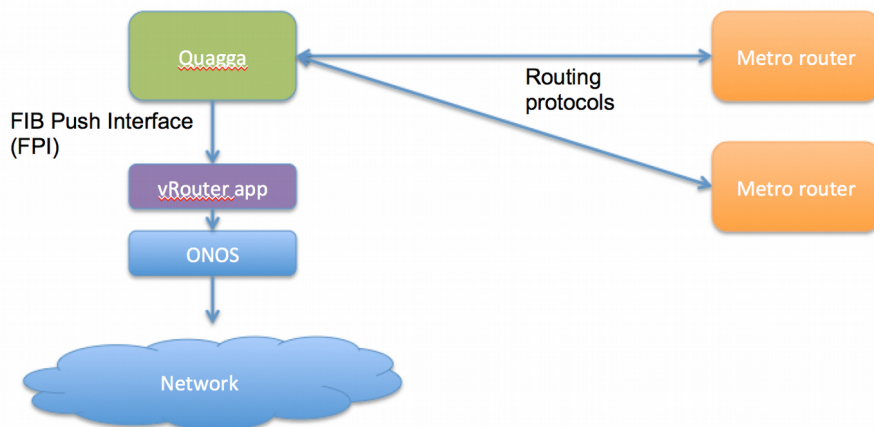 Quagga
Metro router
Routing
protocols
FIB Push Interface
(FPI)
vRouter app
Metro router
ONOS
Network